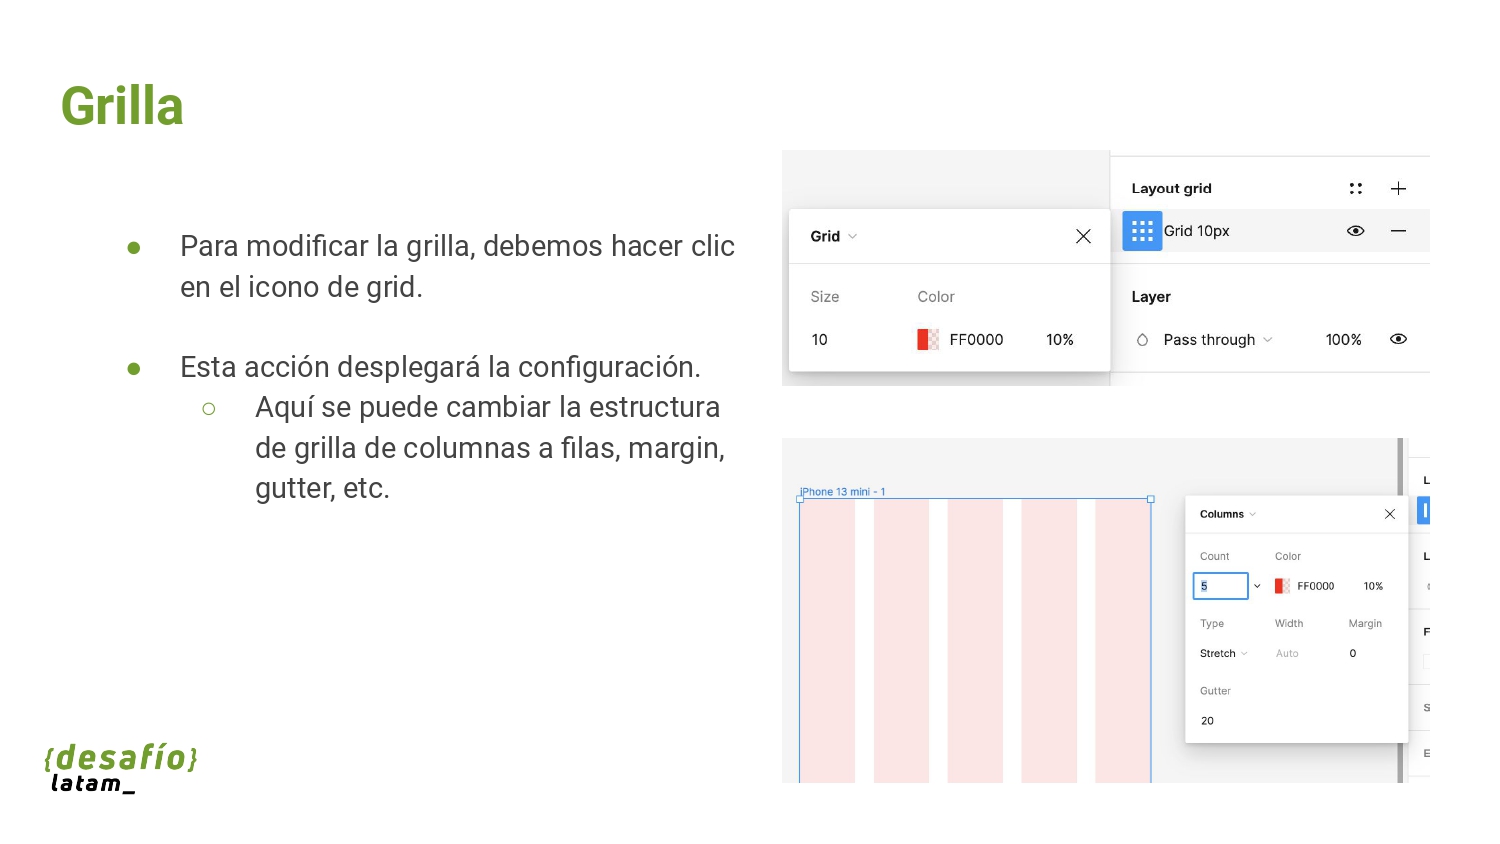 Grilla
Para modificar la grilla, debemos hacer clic
en el icono de grid.
Esta acción desplegará la configuración.
Aquí se puede cambiar la estructura
de grilla de columnas a filas, margin,
gutter, etc.
Layout grid
Grid
Grid 10px
Size Color
Layer
10 FF0000 10%
Pass through 100%
iPhone 13 mini - 1
Columns
Count Color
5 FF0000 10%
Type Width Margin
Stretch Auto 0
Gutter
20
L
L
F
S
E
{desafío}
latam_